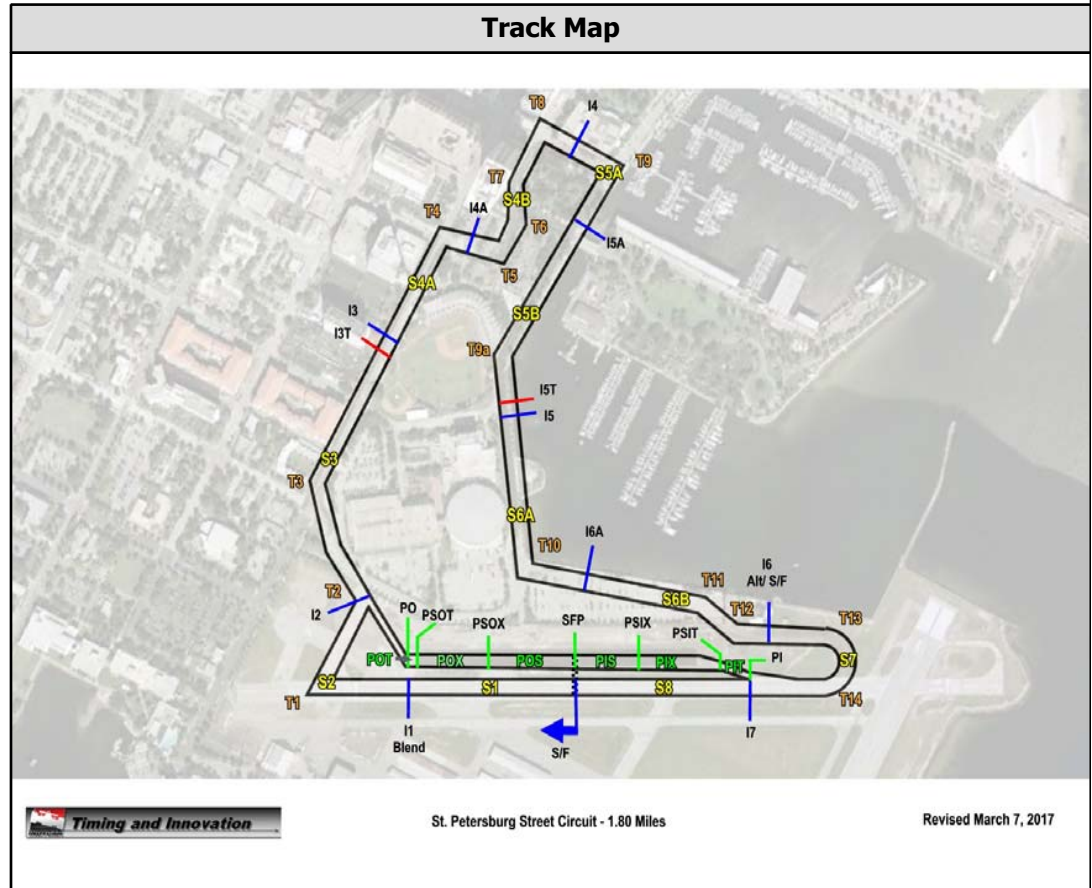 Track Map
T8
I4
T9
S5A
T7
S4B
T4
I4A
T6
I5A
T5
S4A
I3
S5B
I3T
T9a
I5T
I5
S3
T3
S6A
I6A
T10
I6
Alt/ S/F
T11
T12
T13
S6B
T2
I2
PO
PSOT
PSOX
SFP
PSIX
PSIT
PI
POT
POX
POS
PIS
PIX
PIT
S7
S2
S1
S8
T1
T14
I1
Blend
S/F
I7
Timing and Innovation
St. Petersburg Street Circuit - 1.80 Miles
Revised March 7, 2017